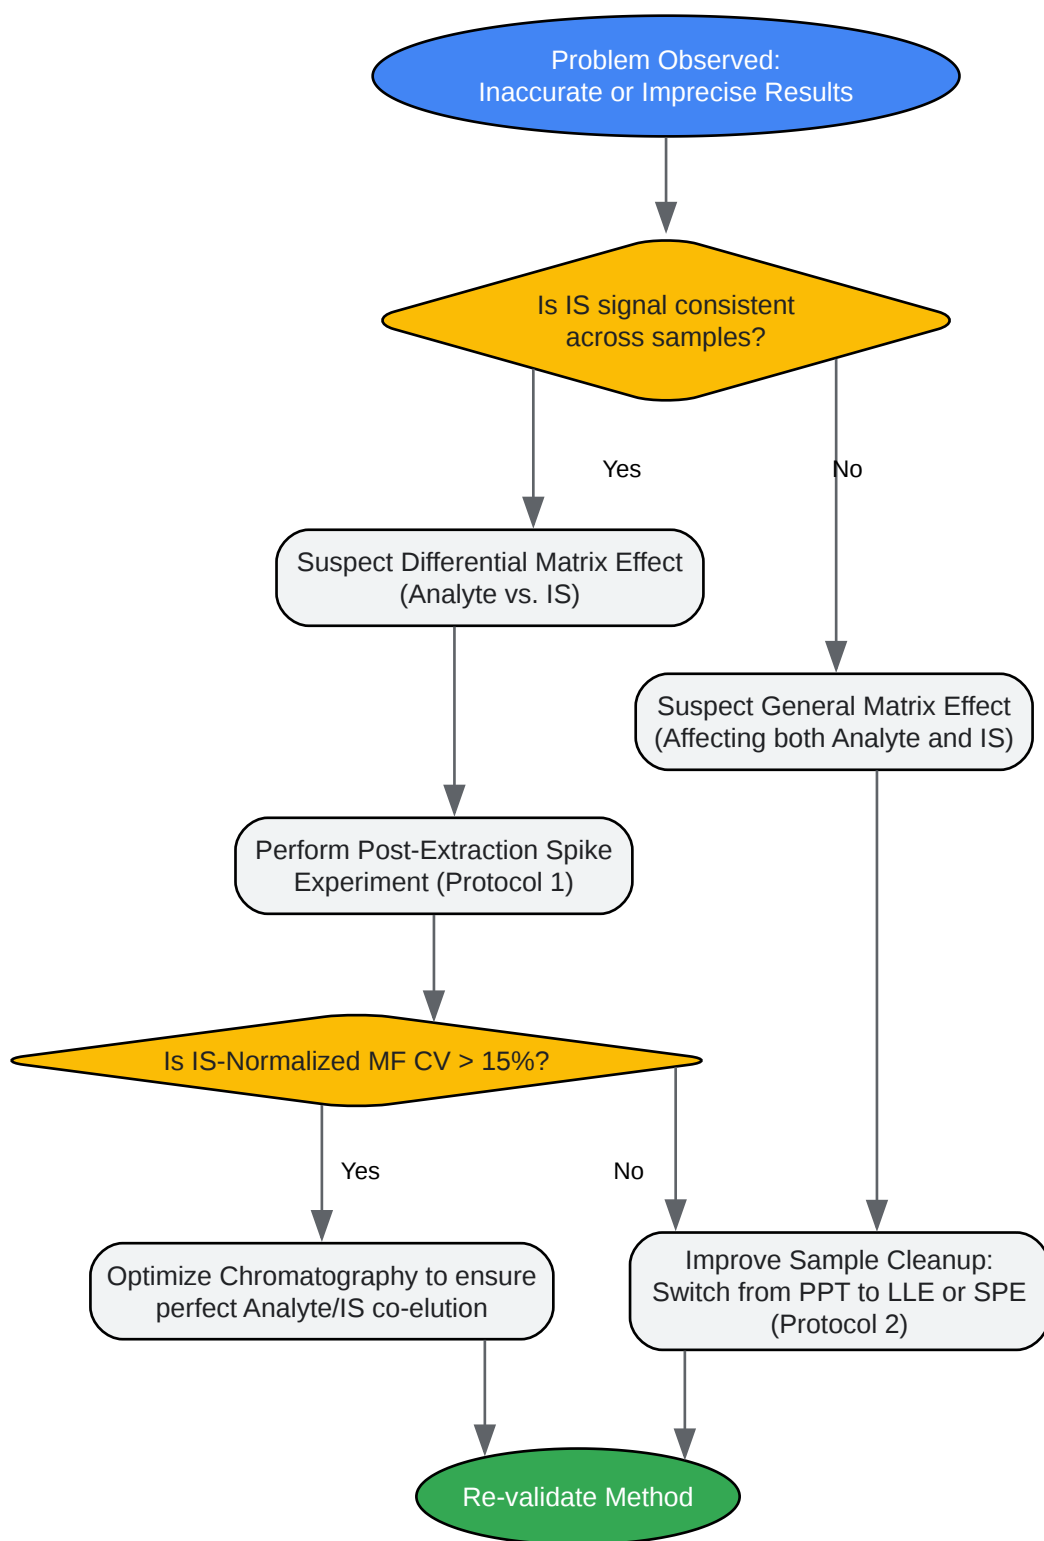 Problem Observed:
Inaccurate or Imprecise Results
Is IS signal consistent
across samples?
Yes
No
Suspect Differential Matrix Effect
(Analyte vs. IS)
Suspect General Matrix Effect
(Affecting both Analyte and IS)
Perform Post-Extraction Spike
Experiment (Protocol 1)
Is IS-Normalized MF CV > 15%?
Yes
No
Optimize Chromatography to ensure
perfect Analyte/IS co-elution
Improve Sample Cleanup:
Switch from PPT to LLE or SPE
(Protocol 2)
Re-validate Method